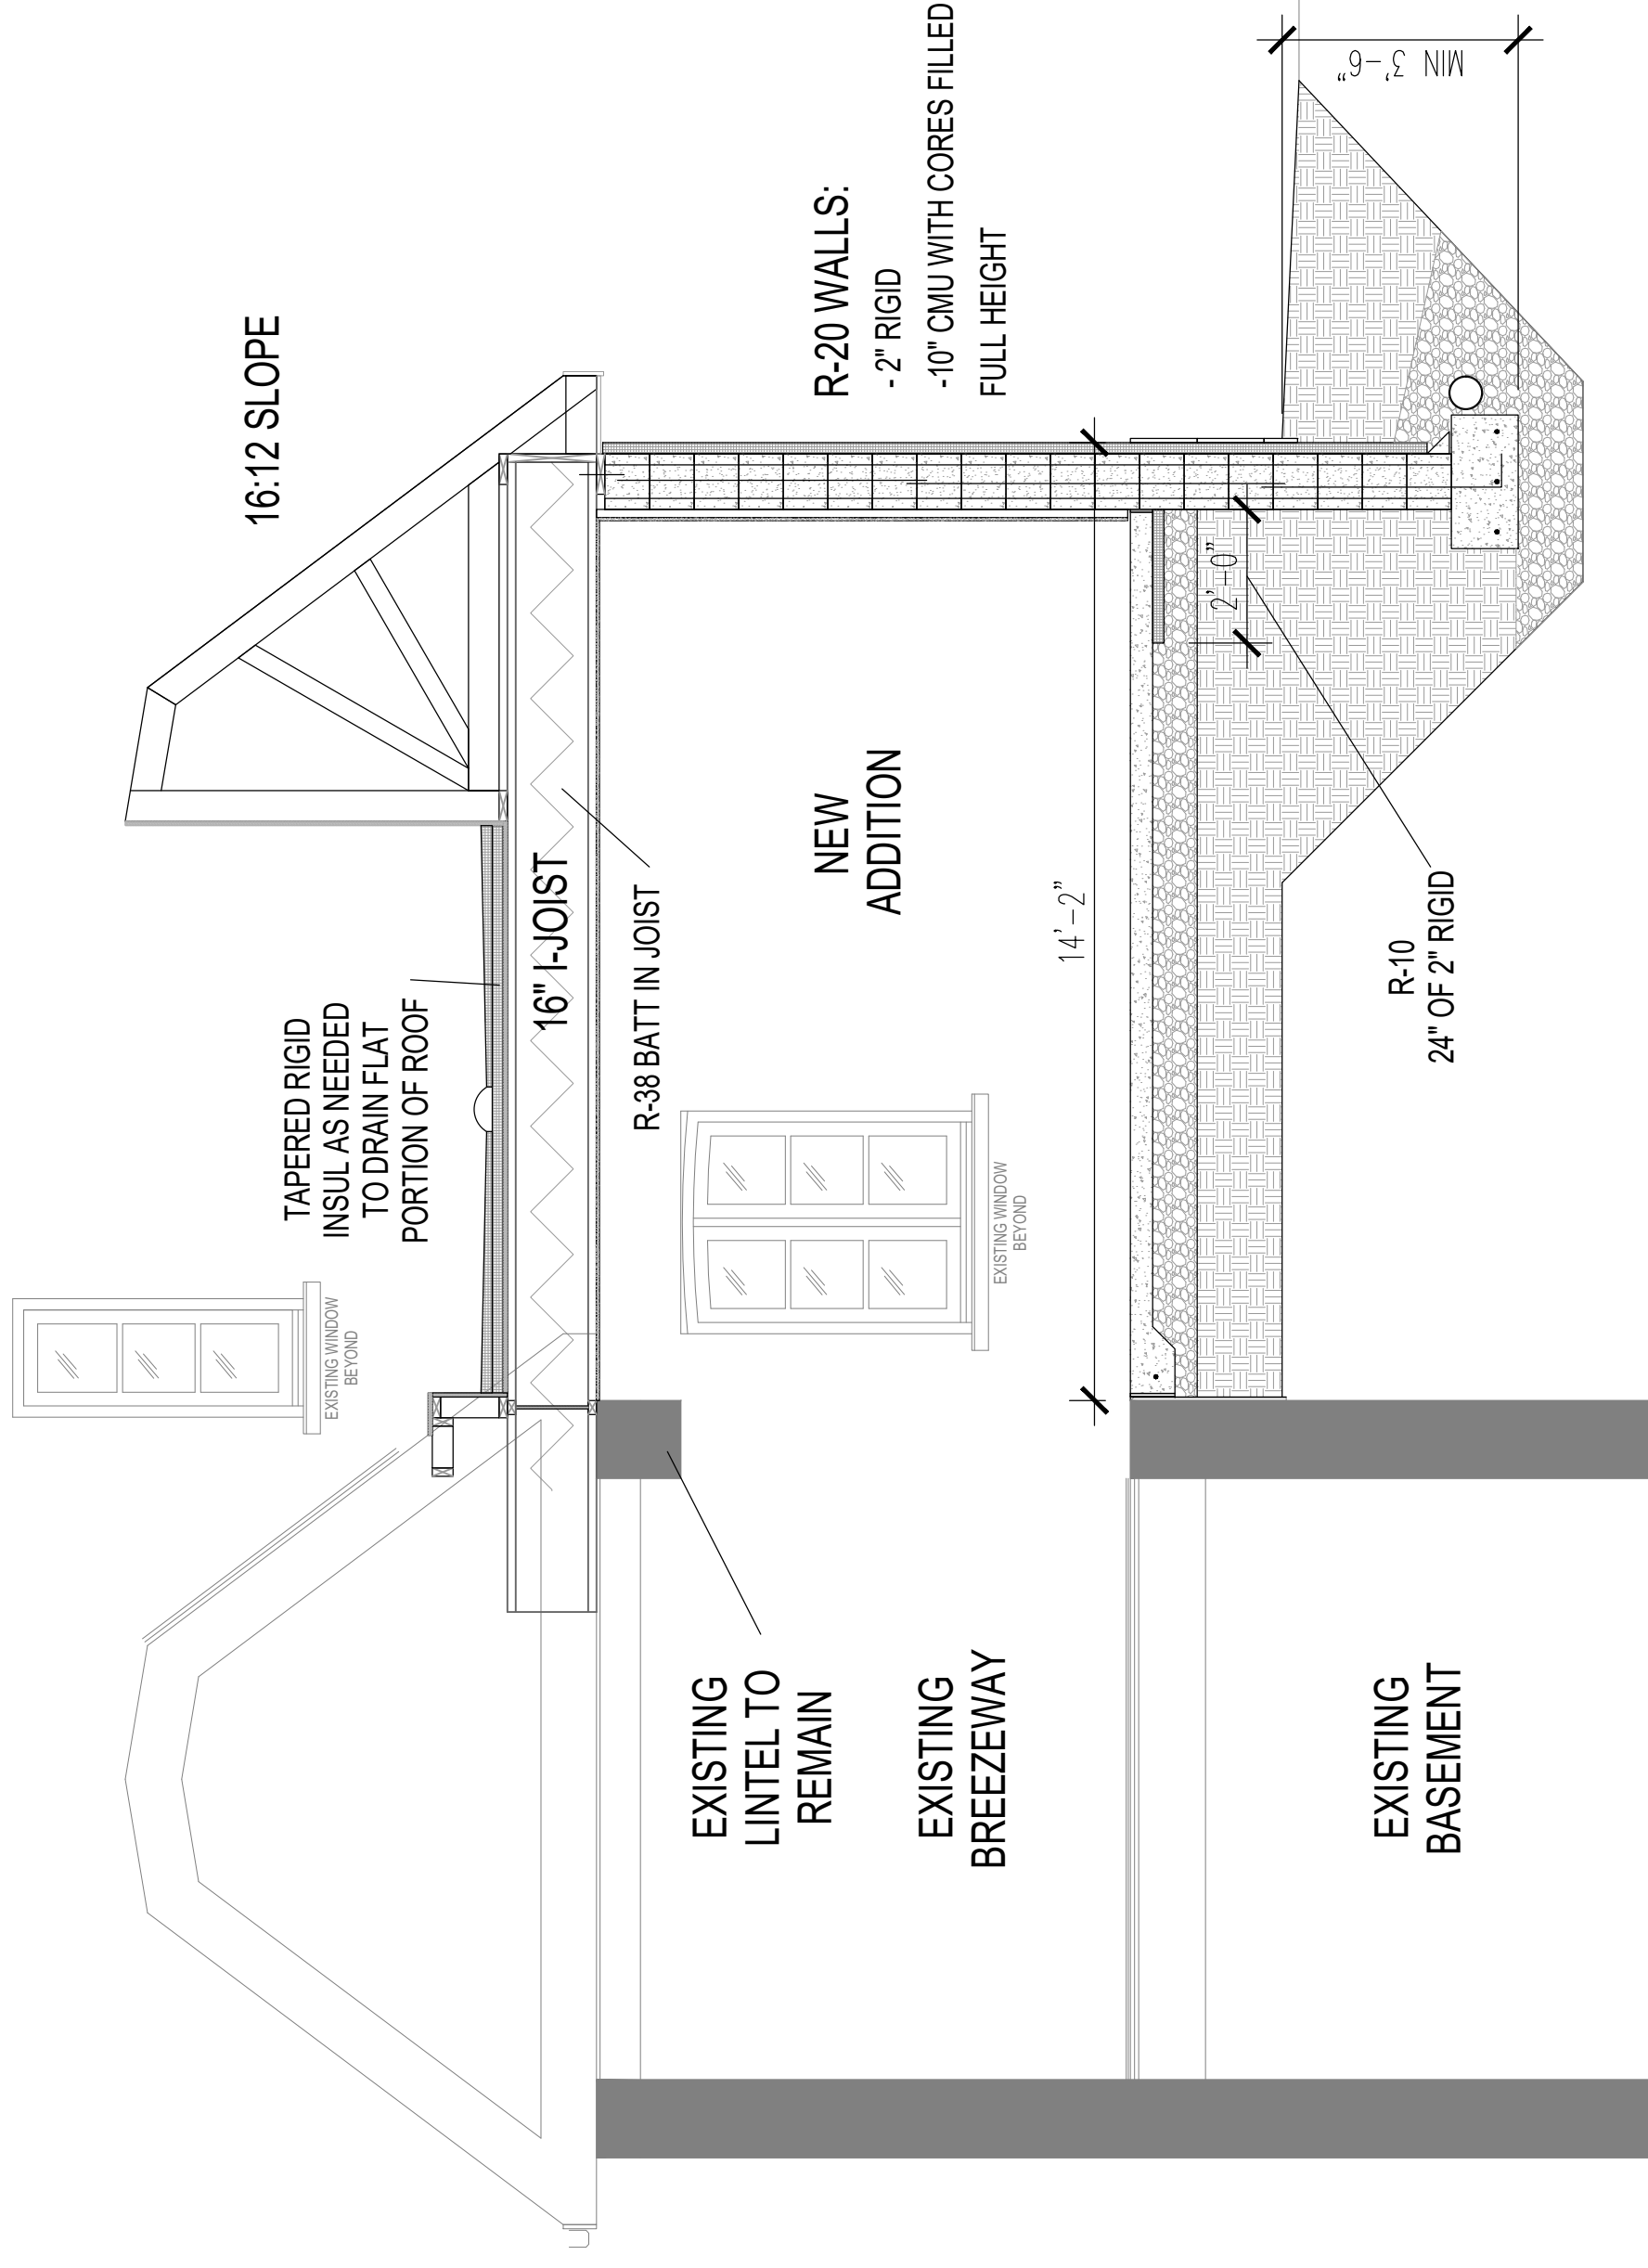 EXISTING WINDOW
BEYOND
TAPERED RIGID
INSUL AS NEEDED
TO DRAIN FLAT
PORTION OF ROOF
16:12 SLOPE
16" I-JOIST
R-38 BATT IN JOIST
EXISTING
LINTEL TO
REMAIN
EXISTING
BREEZEWAY
EXISTING WINDOW
BEYOND
NEW
ADDITION
R-20 WALLS:
- 2" RIGID
-10" CMU WITH CORES FILLED
FULL HEIGHT
14'-2"
2'-0"
MIN 3'-6"
EXISTING
BASEMENT
R-10
24" OF 2" RIGID